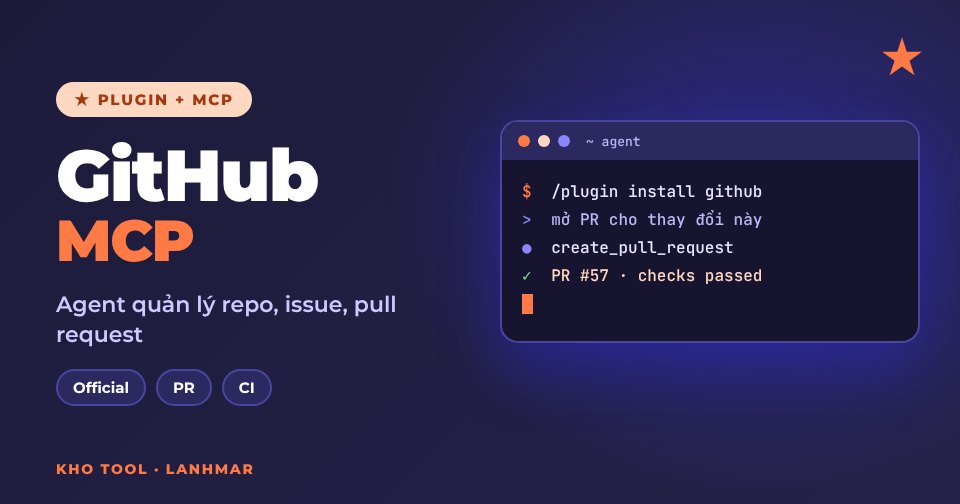 ★ PLUGIN + MCP
GitHub
MCP
Agent quản lý repo, issue, pull
request
Official PR CI
KHO TOOL · LANHMAR
~ agent
$ /plugin install github
> mở PR cho thay đổi này
● create_pull_request
✓ PR #57 · checks passed